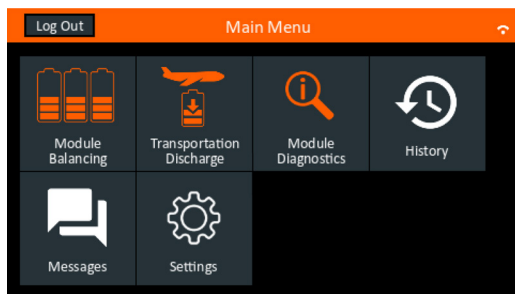 Log Out
Main Menu
Module
Balancing
Transportation
Discharge
Module
Diagnostics
History
Messages
Settings